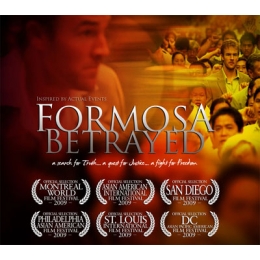 INSPIRED BY ACTUAL EVENTS
FORMOSA
BETRAYED
a search for Truth... a quest for Justice... a fight for Freedom.
OFFICIAL SELECTION
MONTREAL
WORLD
FILM FESTIVAL
- 2009 -
OFFICIAL SELECTION
ASIAN AMERICAN
INTERNATIONAL
FILM FESTIVAL
- 2009 -
OFFICIAL SELECTION
SAN DIEGO
FILM FESTIVAL
- 2009 -
OFFICIAL SELECTION
PHILADELPHIA
ASIAN AMERICAN
FILM FESTIVAL
2009
OFFICIAL SELECTION
ST. LOUIS
INTERNATIONAL
FILM FESTIVAL
2009
OFFICIAL SELECTION
DC
ASIAN PACIFIC AMERICAN
FILM FESTIVAL
2009